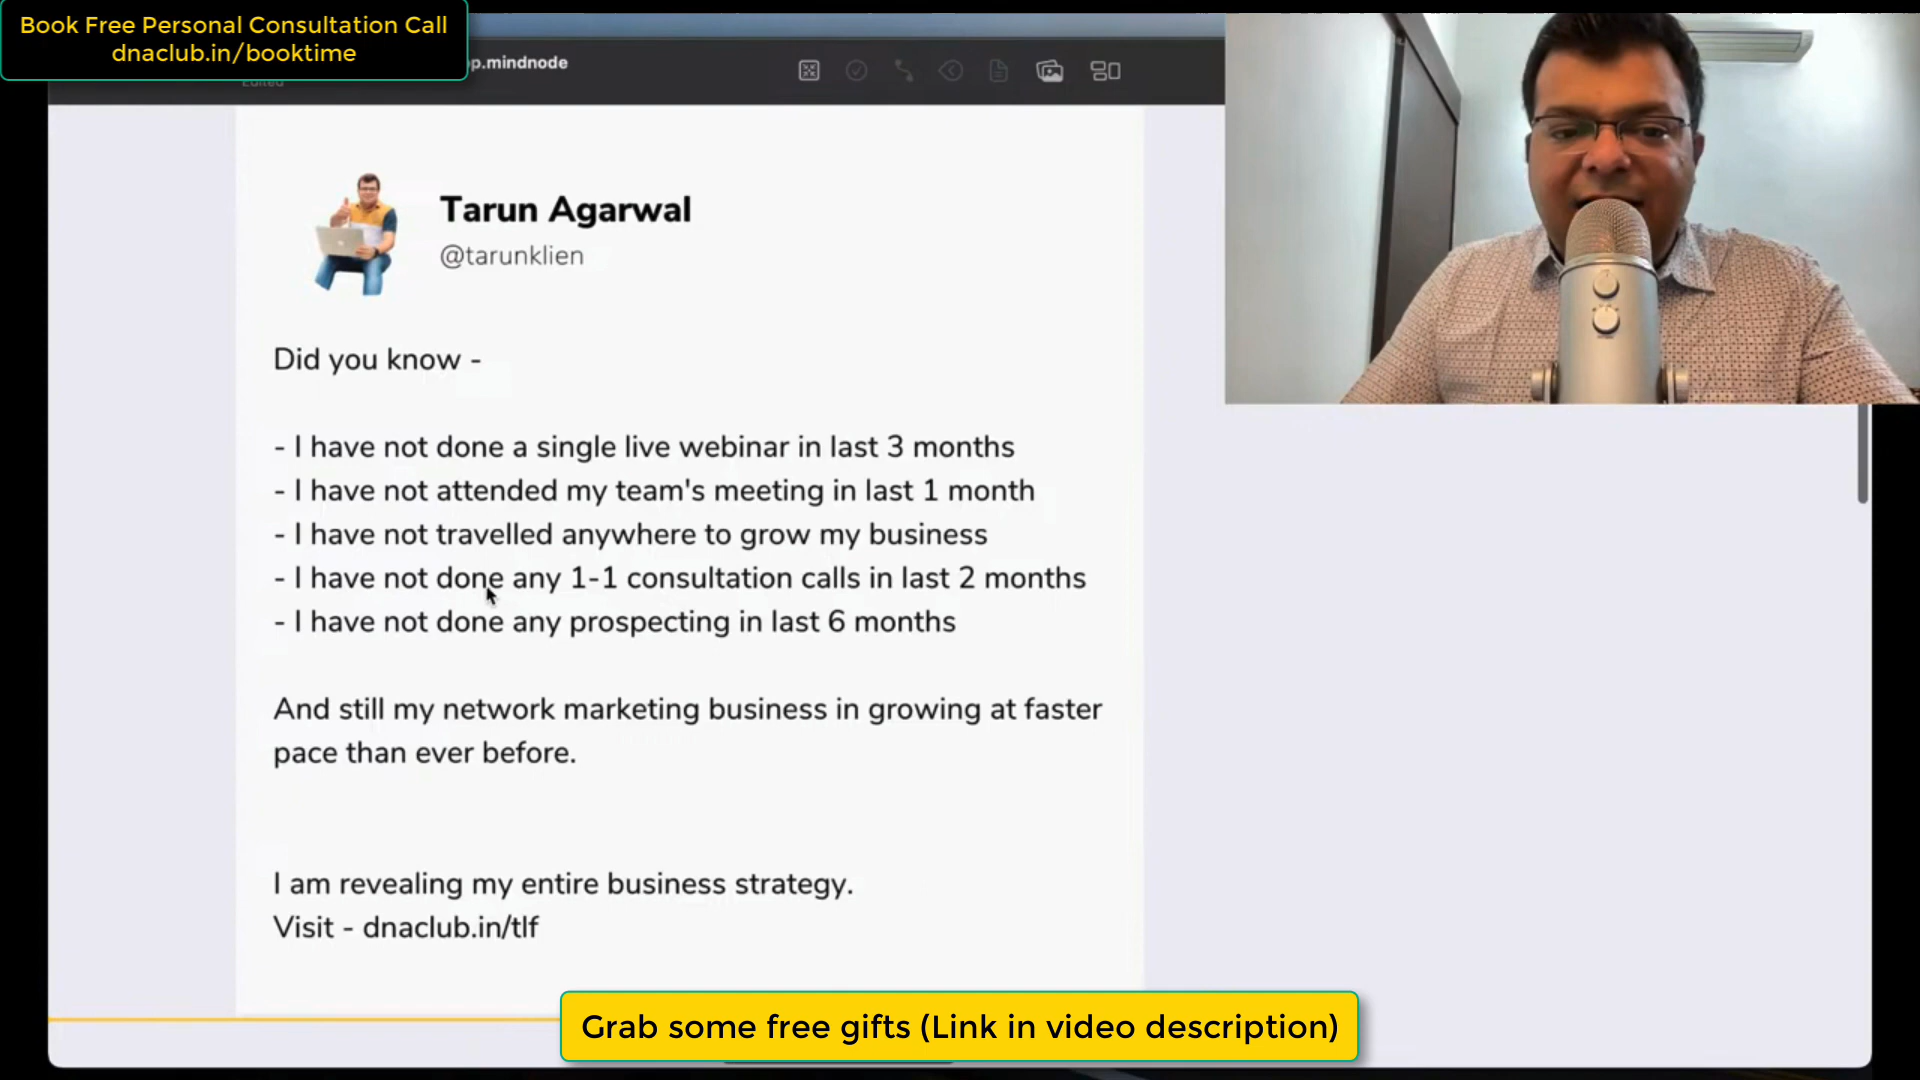 Book Free Personal Consultation Call
dnaclub.in/booktime
p.mindnode
Edited
Tarun Agarwal
@tarunklien
Did you know -
- I have not done a single live webinar in last 3 months
- I have not attended my team's meeting in last 1 month
- I have not travelled anywhere to grow my business
- I have not done any 1-1 consultation calls in last 2 months
- I have not done any prospecting in last 6 months
And still my network marketing business in growing at faster
pace than ever before.
I am revealing my entire business strategy.
Visit - dnaclub.in/tlf
Grab some free gifts (Link in video description)